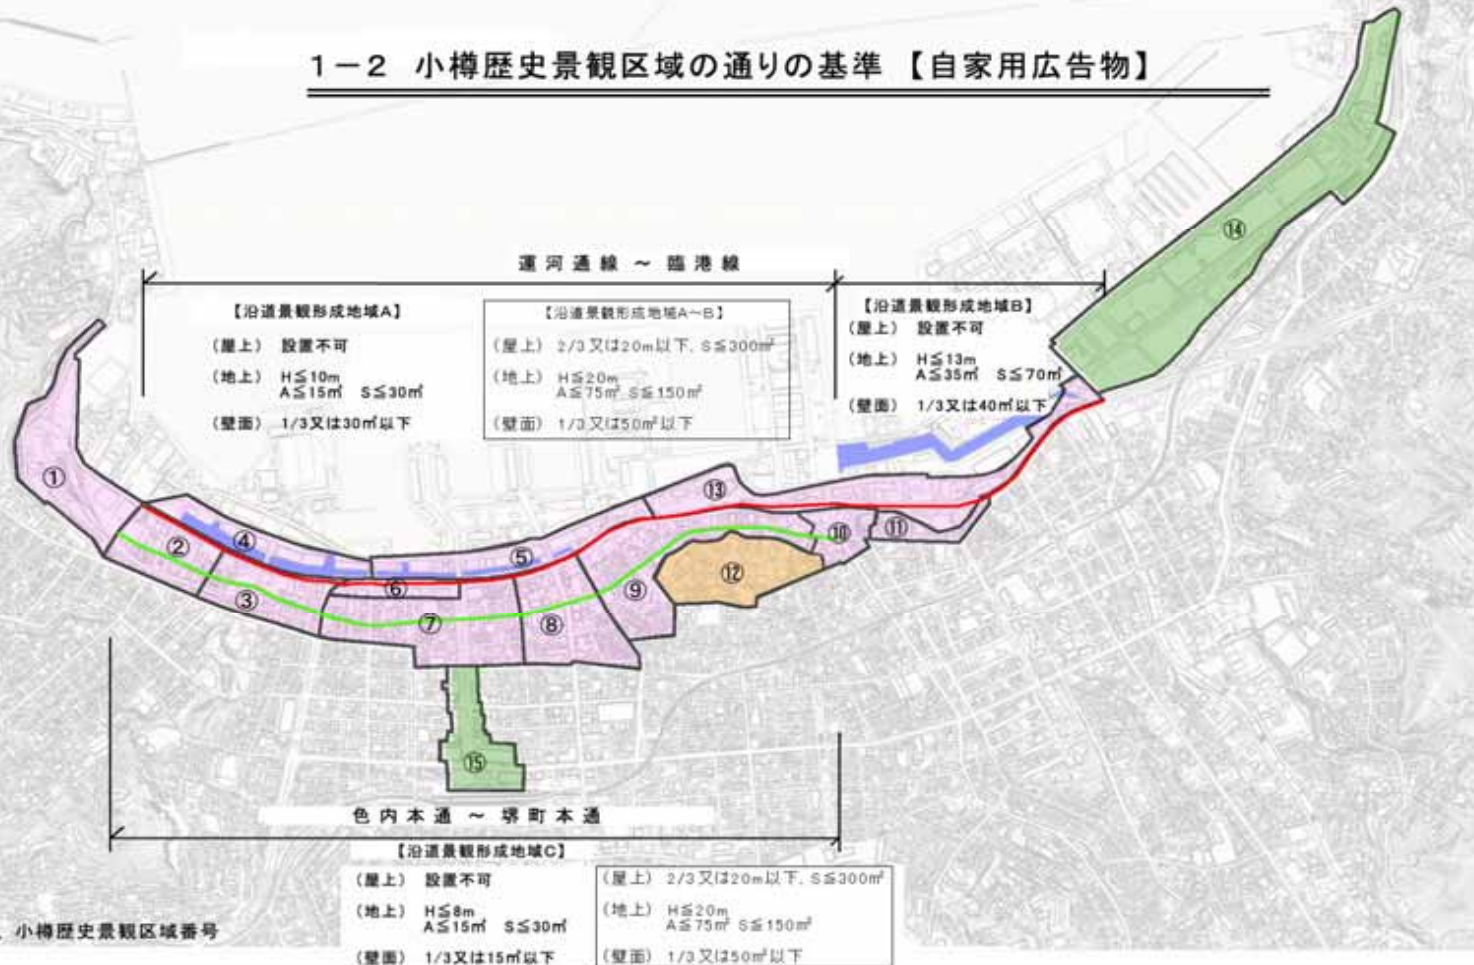 1－2 小樽歴史景観区域の通りの基準 【自家用広告物】
運河通線 ～ 臨港線
【沿道景観形成地域A】
(屋上) 設置不可
(地上) H≦10m
A≦15㎡ S≦30㎡
(壁面) 1/3又は30㎡以下
【沿道景観形成地域A～B】
(屋上) 2/3又は20m以下、S≦300㎡
(地上) H≦20m
A≦75㎡ S≦150㎡
(壁面) 1/3又は50㎡以下
【沿道景観形成地域B】
(屋上) 設置不可
(地上) H≦13m
A≦35㎡ S≦70㎡
(壁面) 1/3又は40㎡以下
①
②
③
④
⑤
⑥
⑦
⑧
⑨
⑩
⑪
⑫
⑬
⑭
⑮
色内本通 ～ 堺町本通
【沿道景観形成地域C】
(屋上) 設置不可
(地上) H≦8m
A≦15㎡ S≦30㎡
(壁面) 1/3又は15㎡以下
(屋上) 2/3又は20m以下、S≦300㎡
(地上) H≦20m
A≦75㎡ S≦150㎡
(壁面) 1/3又は50㎡以下
、小樽歴史景観区域番号